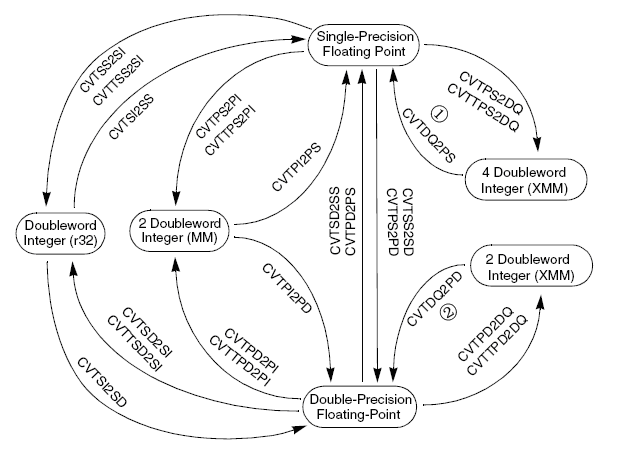 Single-Precision
Floating Point
CVTSS2SI
CVTTSS2SI
CVTSI2SS
CVTPS2PI
CVTTPS2PI
CVTPI2PS
CVTPS2DQ
CVTTPS2DQ
1
CVTDQ2PS
4 Doubleword
Integer (XMM)
Doubleword
Integer (r32)
2 Doubleword
Integer (MM)
CVTSD2SS
CVTPD2PS
CVTSS2SD
CVTPS2PD
2 Doubleword
Integer (XMM)
CVTPI2PD
CVTDQ2PD
2
CVTSD2SI
CVTTSD2SI
CVTPD2PI
CVTTPD2PI
CVTPD2DQ
CVTTPD2DQ
CVTSI2SD
Double-Precision
Floating-Point